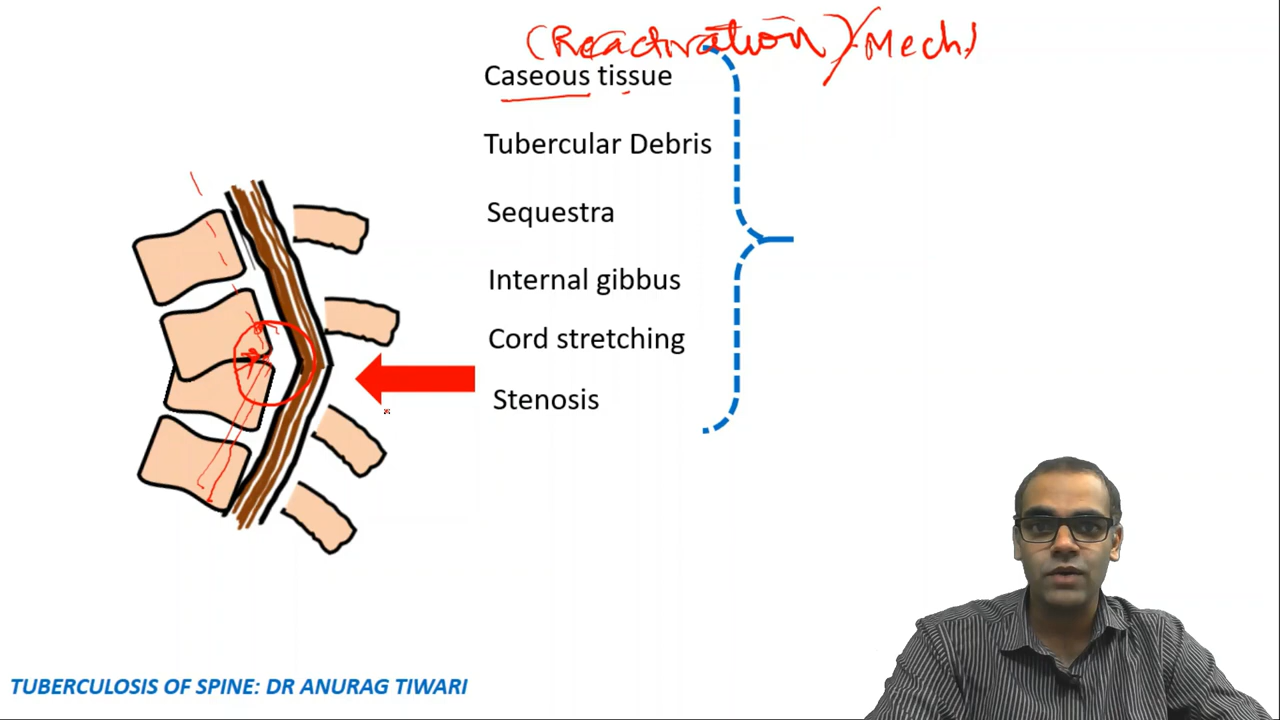 (Reactivation)/Mech)
Caseous tissue
Tubercular Debris
Sequestra
Internal gibbus
Cord stretching
Stenosis
TUBERCULOSIS OF SPINE: DR ANURAG TIWARI